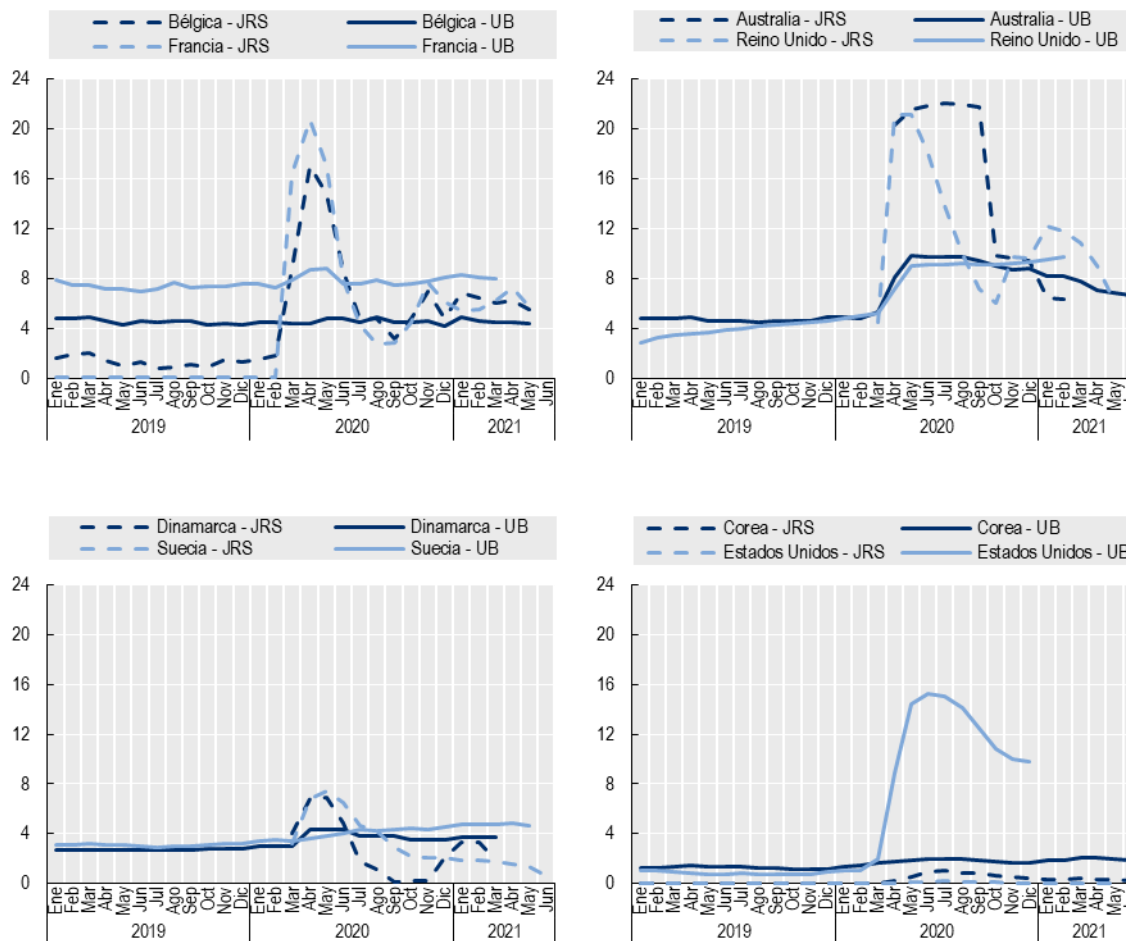 Bélgica - JRS Bélgica - UB
Francia - JRS Francia - UB
24
20
16
12
8
4
0
Ene Feb Mar Abr May Jun Jul Ago Sep Oct Nov Dic Ene Feb Mar Abr May Jun Jul Ago Sep Oct Nov Dic Ene Feb Mar Abr May Jun
2019 2020 2021
Australia - JRS Australia - UB
Reino Unido - JRS Reino Unido - UB
24
20
16
12
8
4
0
Ene Feb Mar Abr May Jun Jul Ago Sep Oct Nov Dic Ene Feb Mar Abr May Jun Jul Ago Sep Oct Nov Dic Ene Feb Mar Abr May J
2019 2020 2021
Dinamarca - JRS Dinamarca - UB
Suecia - JRS Suecia - UB
24
20
16
12
8
4
0
Ene Feb Mar Abr May Jun Jul Ago Sep Oct Nov Dic Ene Feb Mar Abr May Jun Jul Ago Sep Oct Nov Dic Ene Feb Mar Abr May Jun
2019 2020 2021
Corea - JRS Corea - UB
Estados Unidos - JRS Estados Unidos - UB
24
20
16
12
8
4
0
Ene Feb Mar Abr May Jun Jul Ago Sep Oct Nov Dic Ene Feb Mar Abr May Jun Jul Ago Sep Oct Nov Dic Ene Feb Mar Abr May J
2019 2020 2021